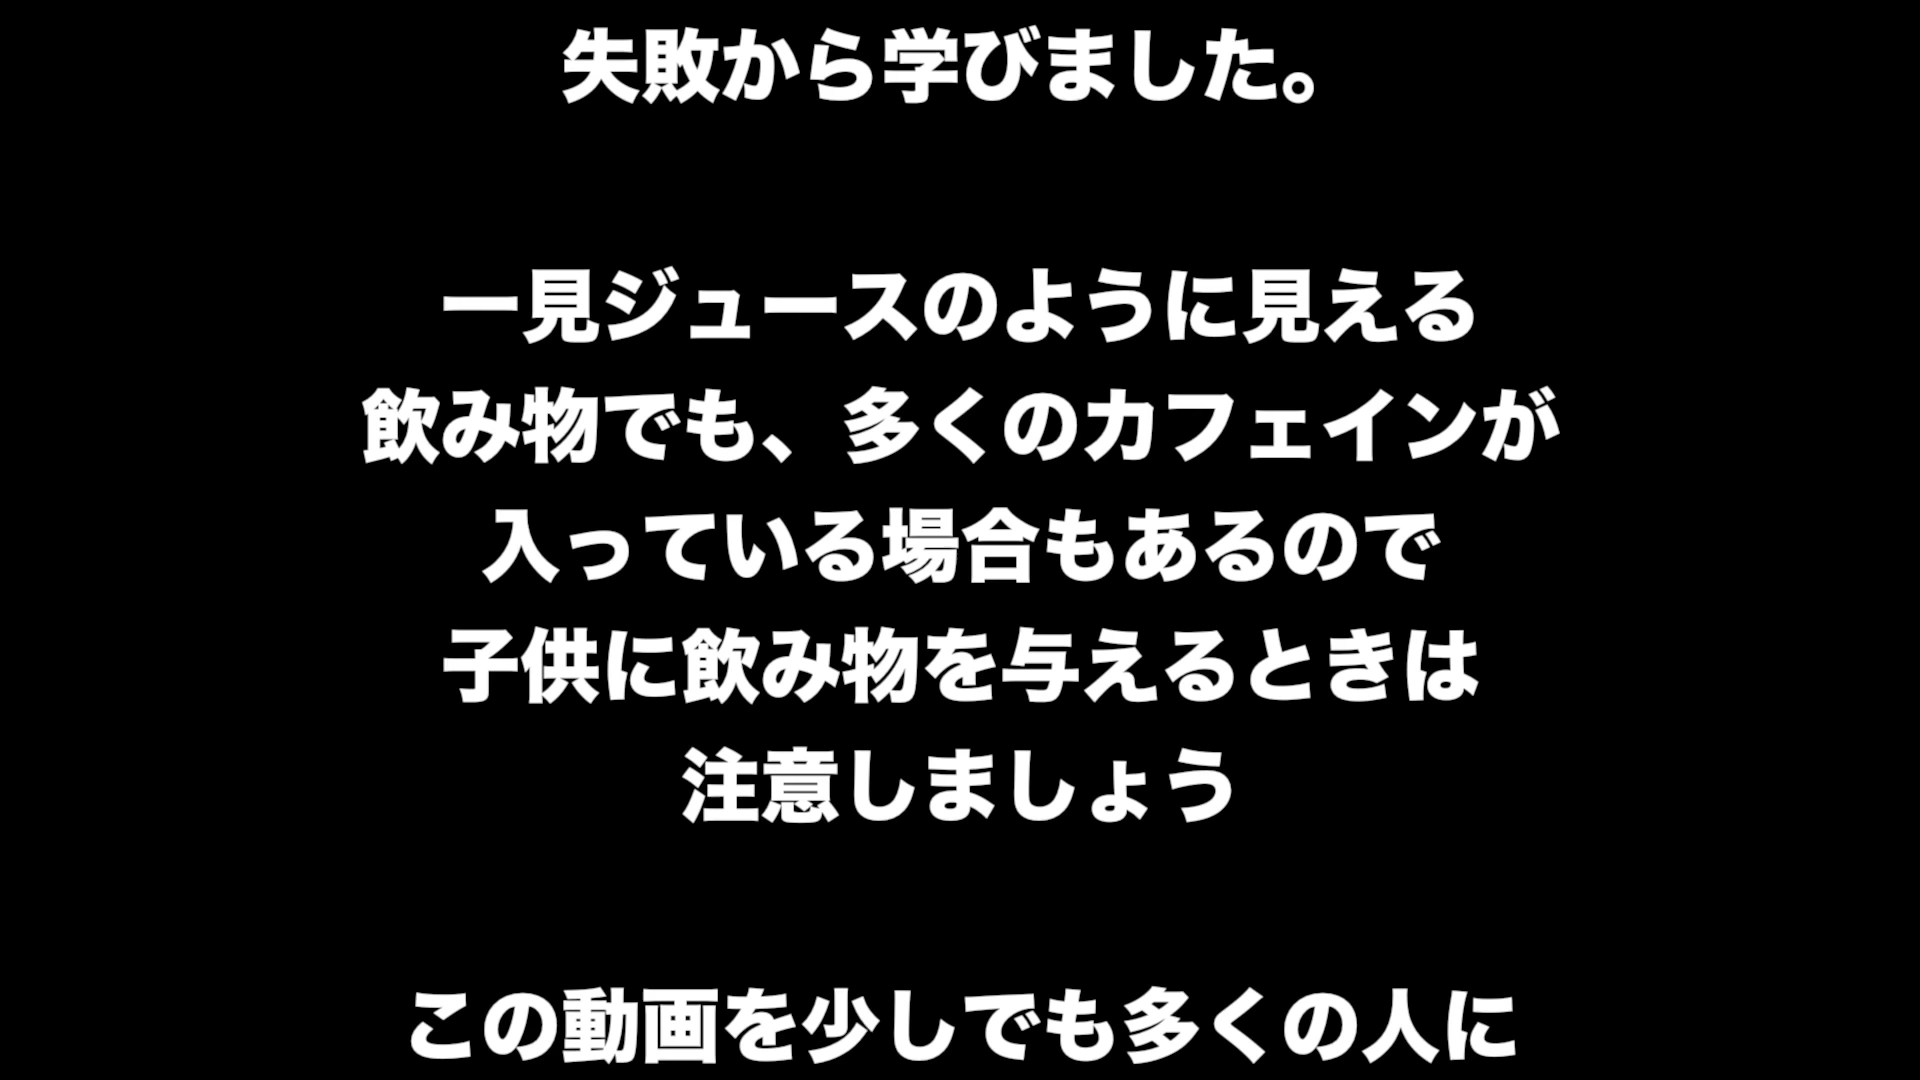 失敗から学びました。
一見ジュースのように見える
飲み物でも、多くのカフェインが
入っている場合もあるので
子供に飲み物を与えるときは
注意しましょう
この動画を少しでも多くの人に